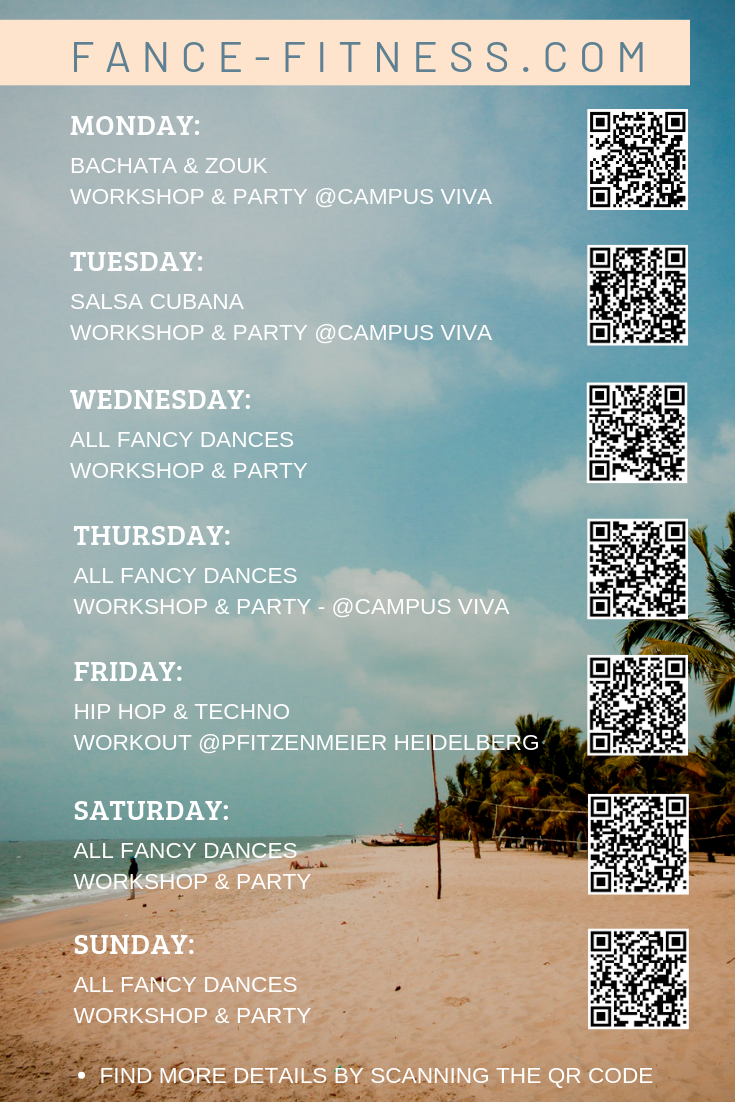 FANCE-FITNESS.COM
MONDAY:
BACHATA & ZOUK
WORKSHOP & PARTY @CAMPUS VIVA
TUESDAY:
SALSA CUBANA
WORKSHOP & PARTY @CAMPUS VIVA
WEDNESDAY:
ALL FANCY DANCES
WORKSHOP & PARTY
THURSDAY:
ALL FANCY DANCES
WORKSHOP & PARTY - @CAMPUS VIVA
FRIDAY:
HIP HOP & TECHNO
WORKOUT @PFITZENMEIER HEIDELBERG
SATURDAY:
ALL FANCY DANCES
WORKSHOP & PARTY
SUNDAY:
ALL FANCY DANCES
WORKSHOP & PARTY
• FIND MORE DETAILS BY SCANNING THE QR CODE